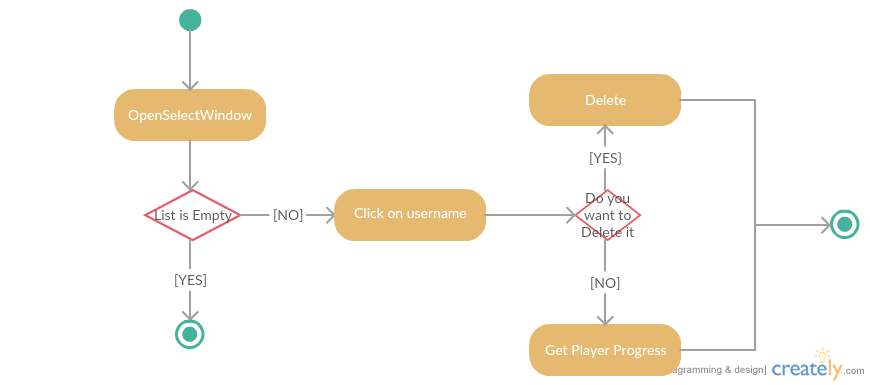 OpenSelectWindow
List is Empty
[NO]
[YES]
Click on username
Delete
[YES}
Do you
want to
Delete it
[NO]
Get Player Progress
& design]
creately.com